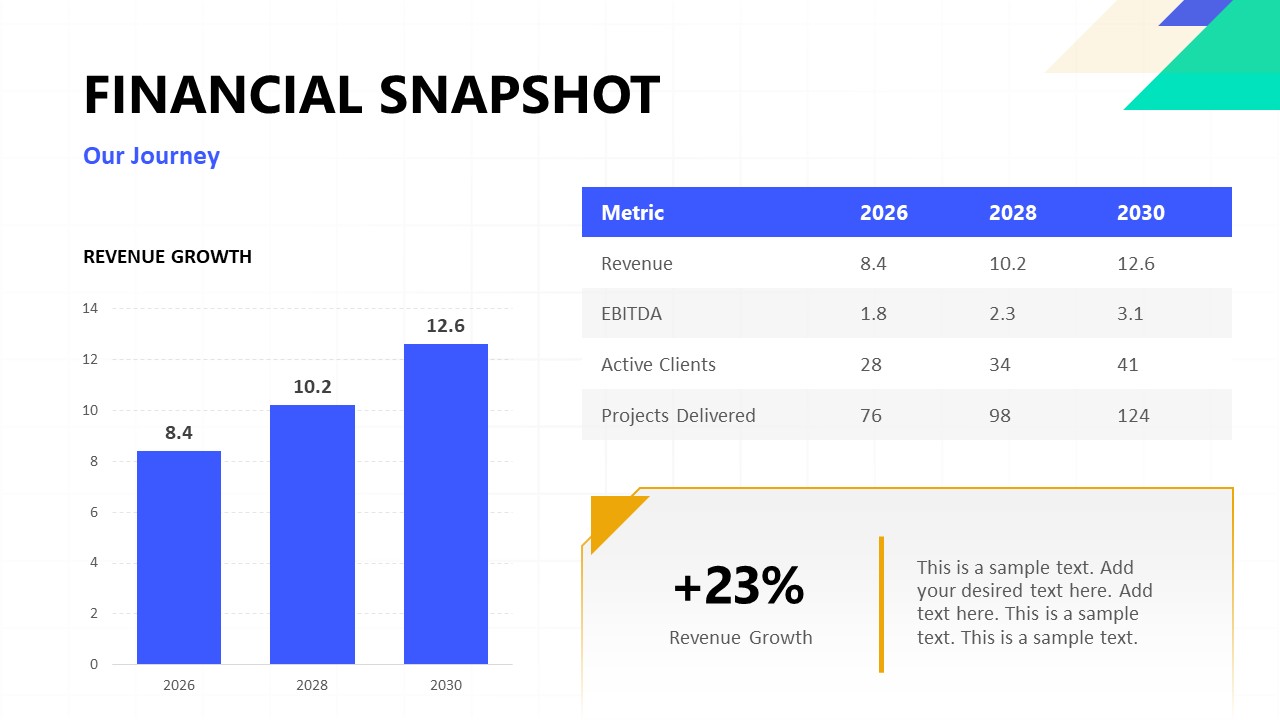 FINANCIAL SNAPSHOT
Our Journey
REVENUE GROWTH
14
12
10
8
6
4
2
0
8.4
10.2
12.6
2026
2028
2030
Metric 2026 2028 2030
Revenue 8.4 10.2 12.6
EBITDA 1.8 2.3 3.1
Active Clients 28 34 41
Projects Delivered 76 98 124
+23%
Revenue Growth
This is a sample text. Add
your desired text here. Add
text here. This is a sample
text. This is a sample text.